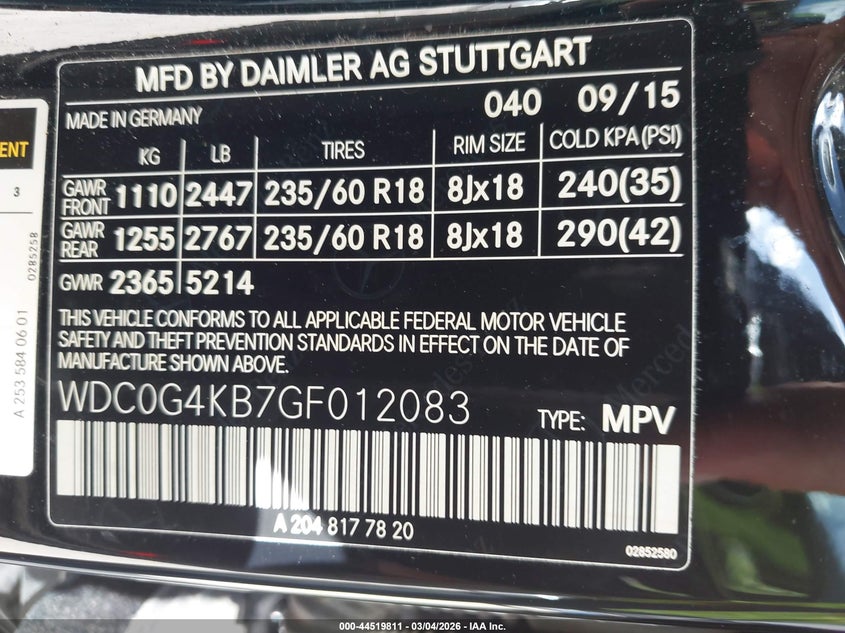 MFD BY DAIMLER AG STUTTGART
MADE IN GERMANY 040 09/15
KG LB TIRES RIM SIZE COLD KPA (PSI)
GAWR FRONT 1110 2447 235/60 R18 8Jx18 240(35)
GAWR REAR 1255 2767 235/60 R18 8Jx18 290(42)
GVWR 2365 5214
THIS VEHICLE CONFORMS TO ALL APPLICABLE FEDERAL MOTOR VEHICLE
SAFETY AND THEFT PREVENTION STANDARDS IN EFFECT ON THE DATE OF
MANUFACTURE SHOWN ABOVE.
WDC0G4KB7GF012083 TYPE: MPV
A 204 817 78 20
02852580
3
0285258
A 253 584 06 01
000-44519811 - 03/04/2026 - IAA Inc.